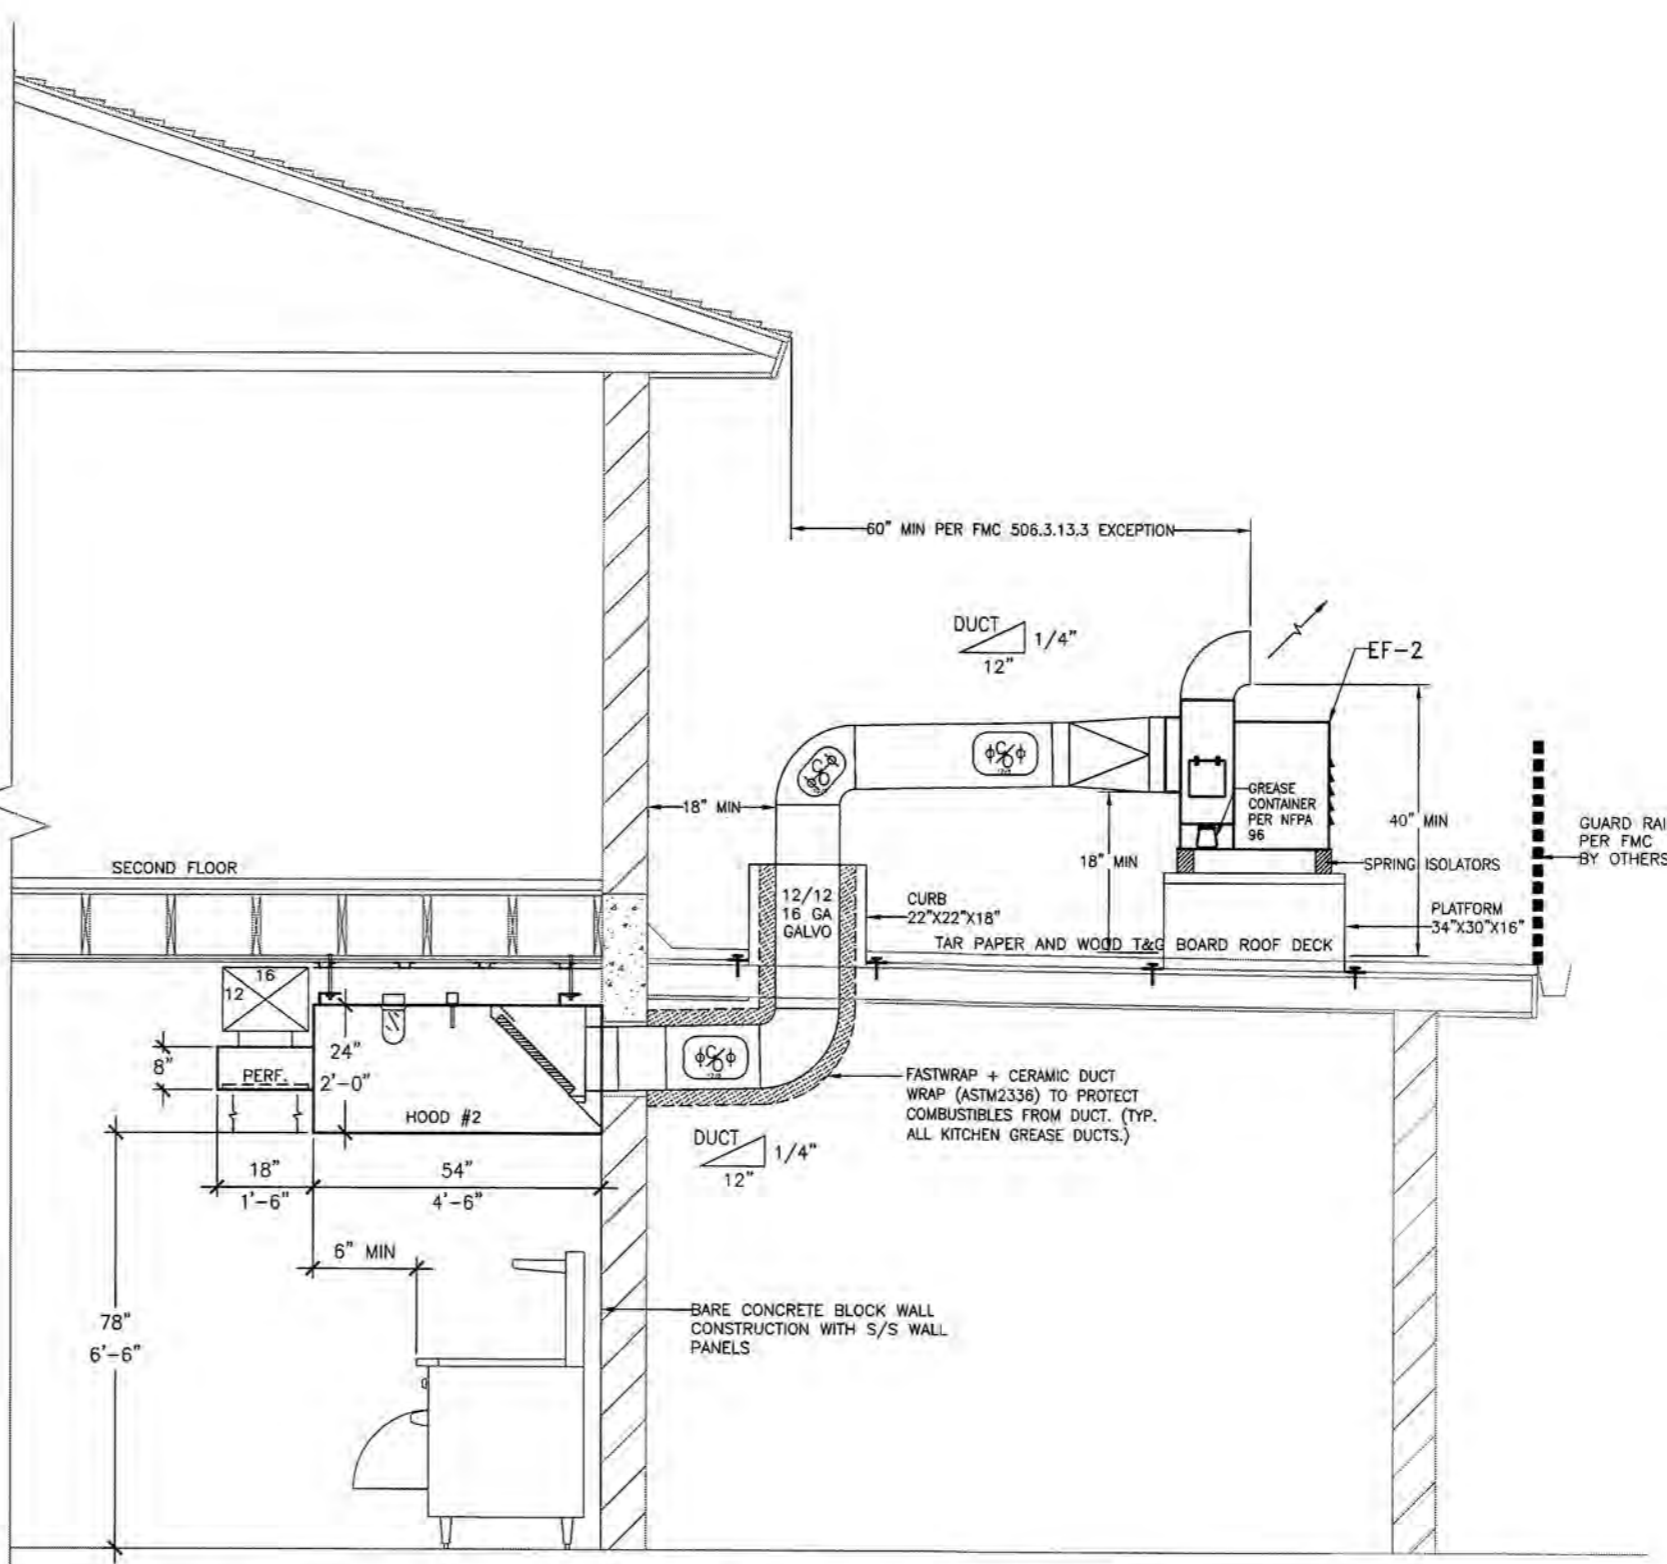 60" MIN PER FMC 506.3.13.3 EXCEPTION
DUCT
1/4"
12"
EF-2
GREASE
CONTAINER
PER NFPA
96
40" MIN
GUARD RAI
PER FMC
BY OTHERS
18" MIN
18" MIN
SPRING ISOLATORS
SECOND FLOOR
12/12
16 GA
GALVO
CURB
22"X22"X18"
PLATFORM
34"X30"X16"
TAR PAPER AND WOOD T&G BOARD ROOF DECK
16
12
8"
PERF.
24"
2'-0"
HOOD #2
C/O
C/O
C/O
FASTWRAP + CERAMIC DUCT
WRAP (ASTM2336) TO PROTECT
COMBUSTIBLES FROM DUCT. (TYP.
ALL KITCHEN GREASE DUCTS.)
DUCT
1/4"
12"
18"
1'-6"
54"
4'-6"
6" MIN
78"
6'-6"
BARE CONCRETE BLOCK WALL
CONSTRUCTION WITH S/S WALL
PANELS